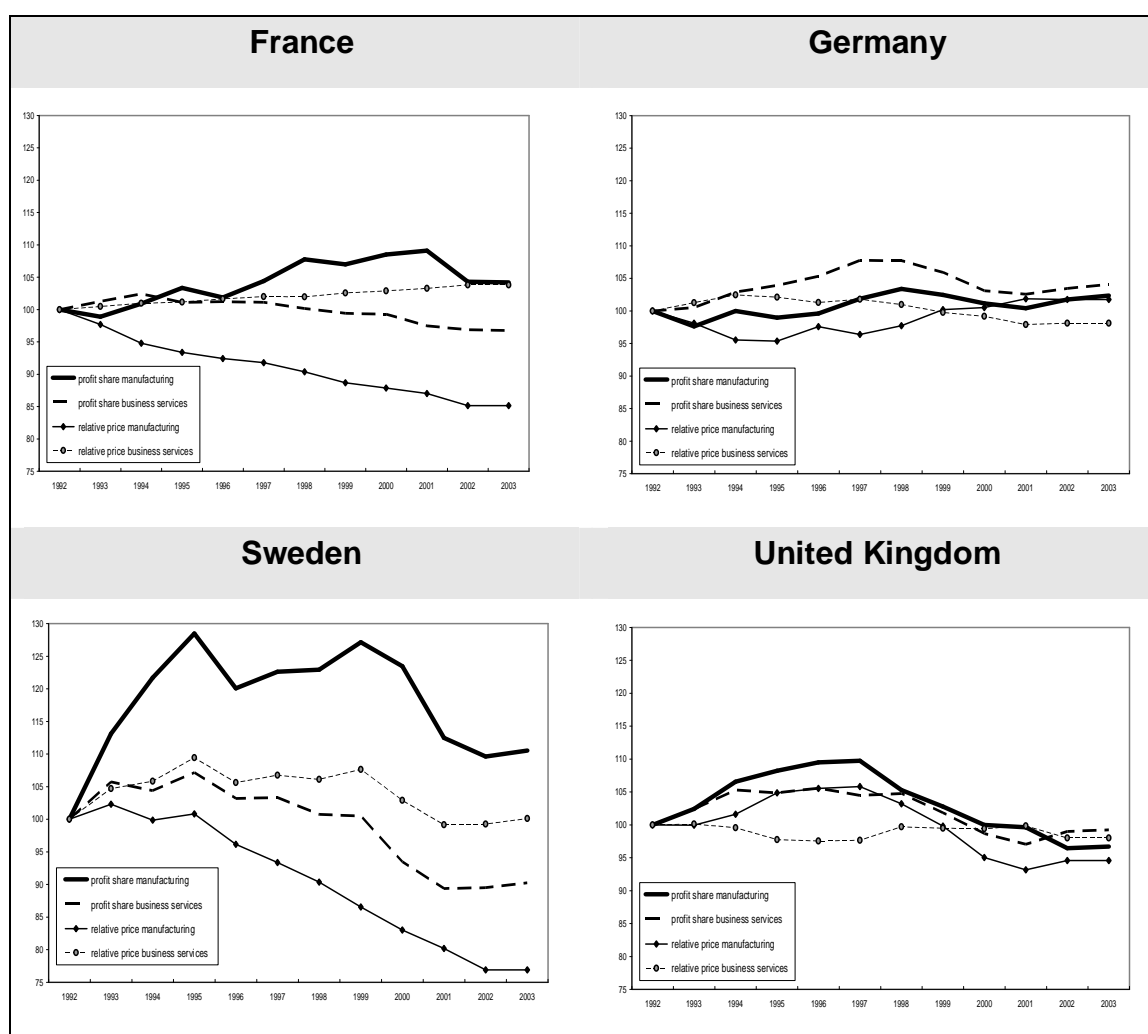 France
130
125
120
115
110
105
100
95
90
85
80
75
profit share manufacturing
profit share business services
relative price manufacturing
relative price business services
1992 1993 1994 1995 1996 1997 1998 1999 2000 2001 2002 2003
Germany
130
125
120
115
110
105
100
95
90
85
80
75
profit share manufacturing
profit share business services
relative price manufacturing
relative price business services
1992 1993 1994 1995 1996 1997 1998 1999 2000 2001 2002 2003
Sweden
130
125
120
115
110
105
100
95
90
85
80
75
profit share manufacturing
profit share business services
relative price manufacturing
relative price business services
1992 1993 1994 1995 1996 1997 1998 1999 2000 2001 2002 2003
United Kingdom
130
125
120
115
110
105
100
95
90
85
80
75
profit share manufacturing
profit share business services
relative price manufacturing
relative price business services
1992 1993 1994 1995 1996 1997 1998 1999 2000 2001 2002 2003